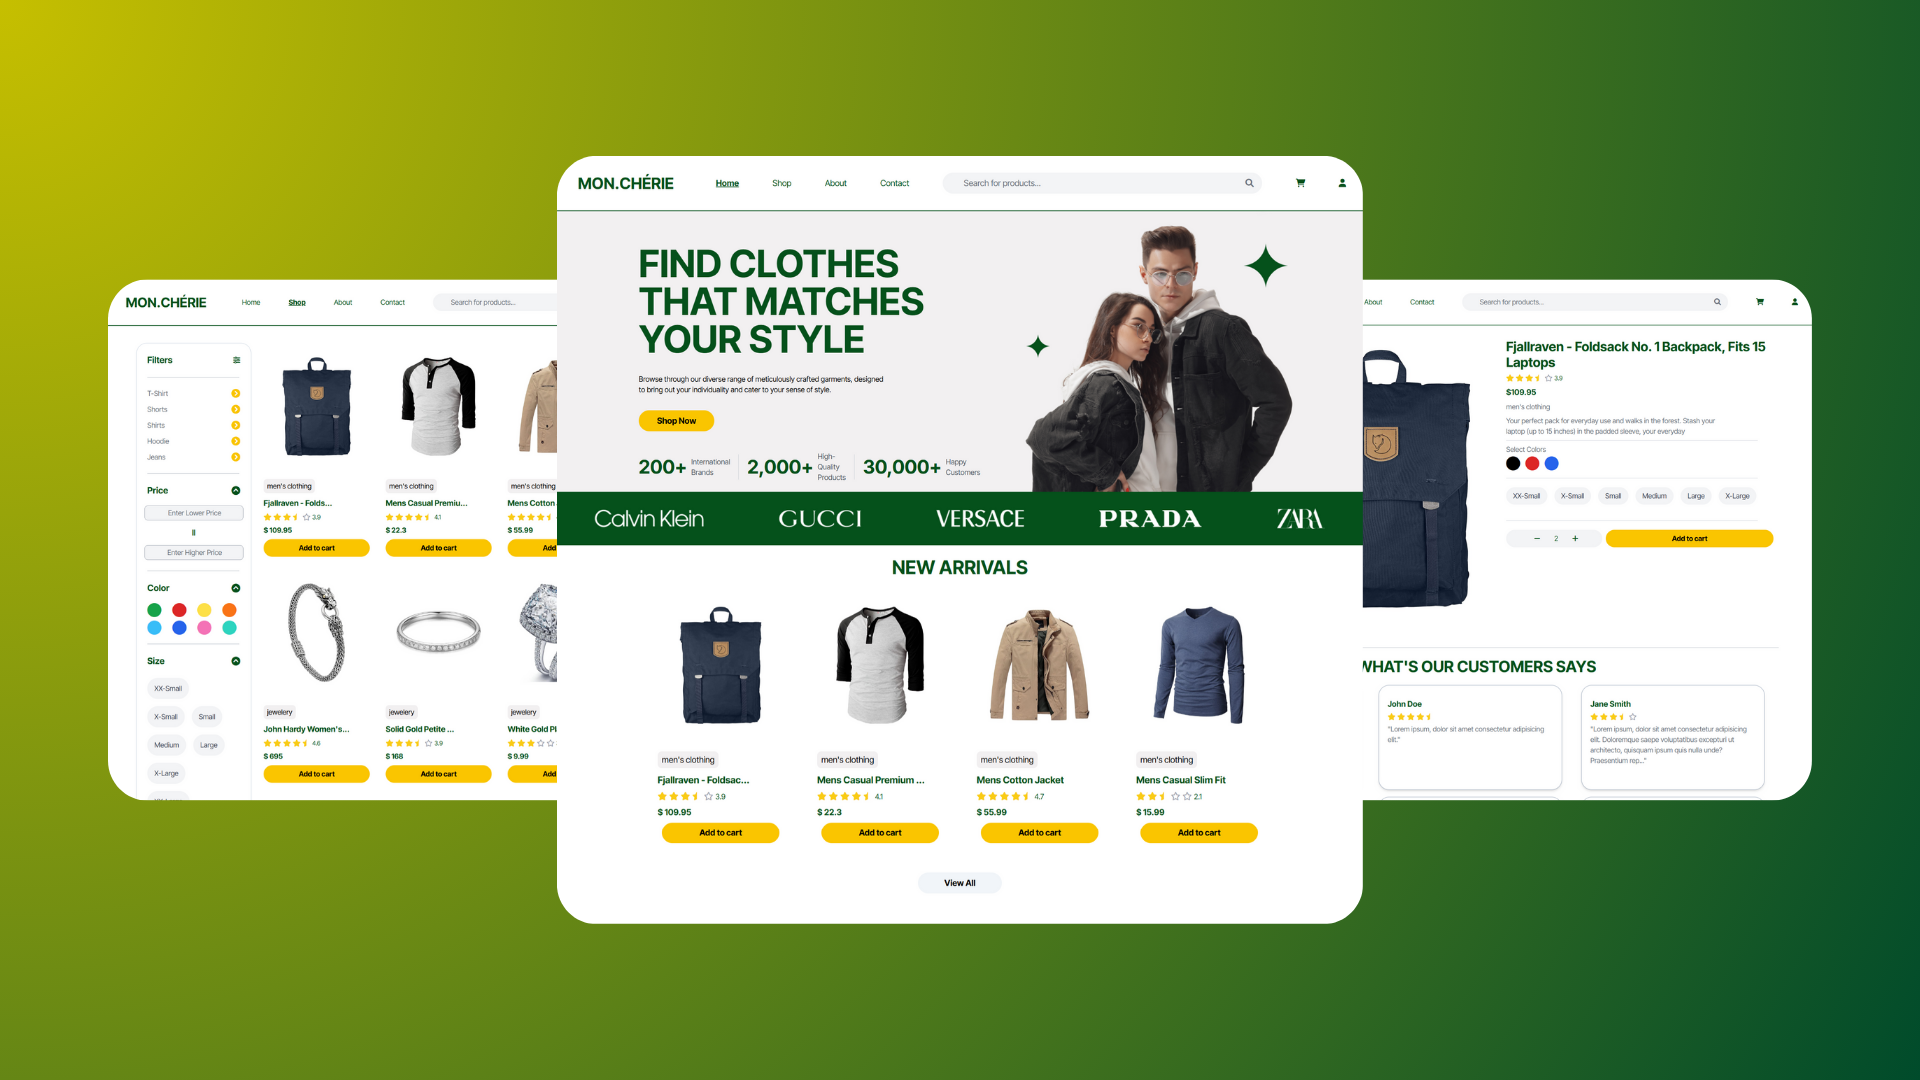 MON.CHÉRIE
Home
Shop
About
Contact
Search for products...
Filters
T-Shirt
Shorts
Shirts
Hoodie
Jeans
Price
Enter Lower Price
Enter Higher Price
Color
Size
XX-Small
X-Small
Small
Medium
Large
X-Large
men's clothing
Fjallraven - Folds...
3.9
$ 109.95
Add to cart
men's clothing
Mens Casual Premiu...
4.1
$ 22.3
Add to cart
men's clothing
Mens Cotton
$ 55.99
Add
jewelery
John Hardy Women's...
4.6
$ 695
Add to cart
jewelery
Solid Gold Petite ...
3.9
$ 168
Add to cart
jewelery
White Gold Pl
$ 9.99
Add
MON.CHÉRIE
Home
Shop
About
Contact
Search for products...
FIND CLOTHES
THAT MATCHES
YOUR STYLE
Browse through our diverse range of meticulously crafted garments, designed
to bring out your individuality and cater to your sense of style.
Shop Now
200+
International
Brands
2,000+
High-
Quality
Products
30,000+
Happy
Customers
Calvin Klein
GUCCI
VERSACE
PRADA
ZARA
NEW ARRIVALS
men's clothing
Fjallraven - Foldsac...
3.9
$ 109.95
Add to cart
men's clothing
Mens Casual Premium ...
4.1
$ 22.3
Add to cart
men's clothing
Mens Cotton Jacket
4.7
$ 55.99
Add to cart
men's clothing
Mens Casual Slim Fit
2.1
$ 15.99
Add to cart
View All
About
Contact
Search for products...
Fjallraven - Foldsack No. 1 Backpack, Fits 15
Laptops
3.9
$109.95
men's clothing
Your perfect pack for everyday use and walks in the forest. Stash your
laptop (up to 15 inches) in the padded sleeve, your everyday
Select Colors
XX-Small
X-Small
Small
Medium
Large
X-Large
− 2 +
Add to cart
WHAT'S OUR CUSTOMERS SAYS
John Doe
"Lorem ipsum, dolor sit amet consectetur adipisicing
elit."
Jane Smith
"Lorem ipsum, dolor sit amet consectetur adipisicing
elit. Doloremque saepe voluptatibus excepturi ut
architecto, quisquam ipsum quis nulla unde?
Praesentium rep..."